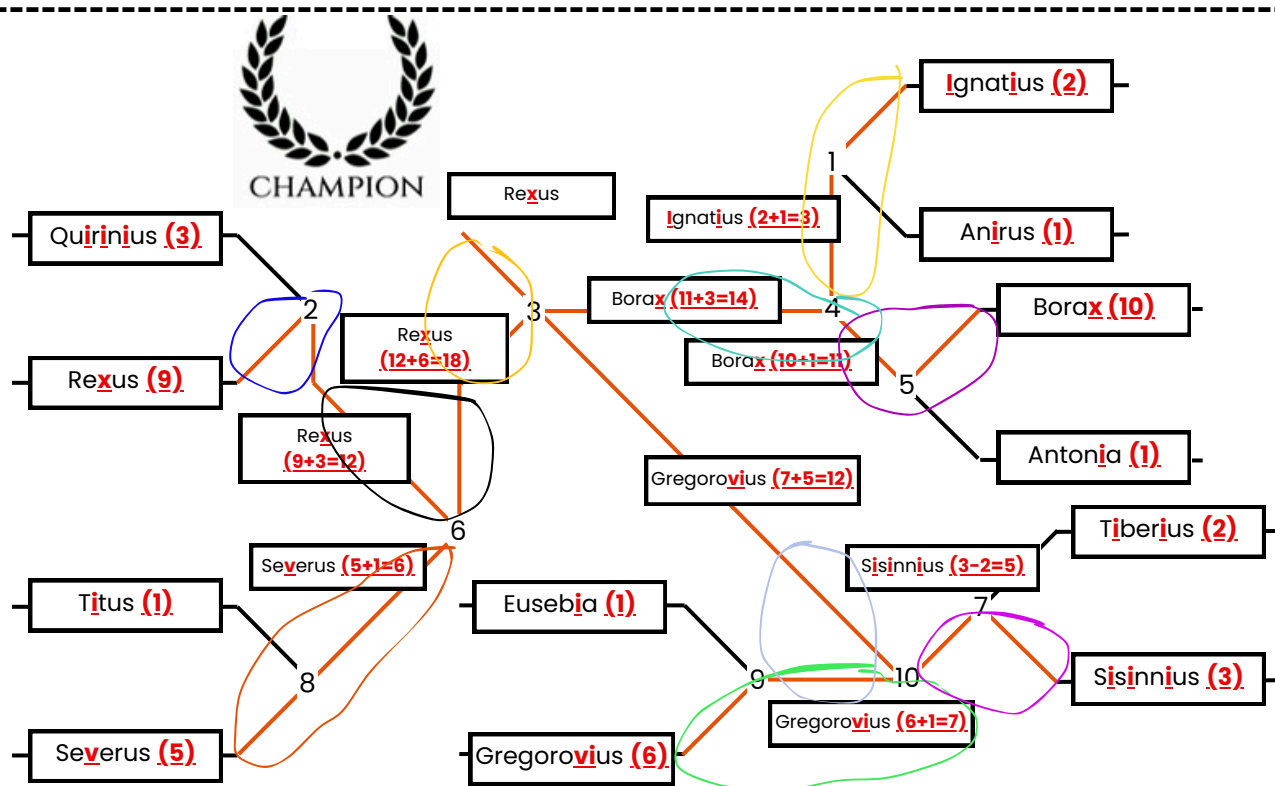 CHAMPION
Ignatius (2)
1
Rexus
Ignatius (2+1=3)
Anirus (1)
Quirinius (3)
2
Borax (11+3=14)
4
Borax (10)
3
Rexus
(12+6=18)
Borax (10+1=11)
Rexus (9)
5
Rexus
(9+3=12)
Antonia (1)
Gregorovius (7+5=12)
6
Tiberius (2)
Severus (5+1=6)
Sisinnius (3-2=5)
Titus (1)
Eusebia (1)
7
8
9
10
Sisinnius (3)
Gregorovius (6+1=7)
Severus (5)
Gregorovius (6)